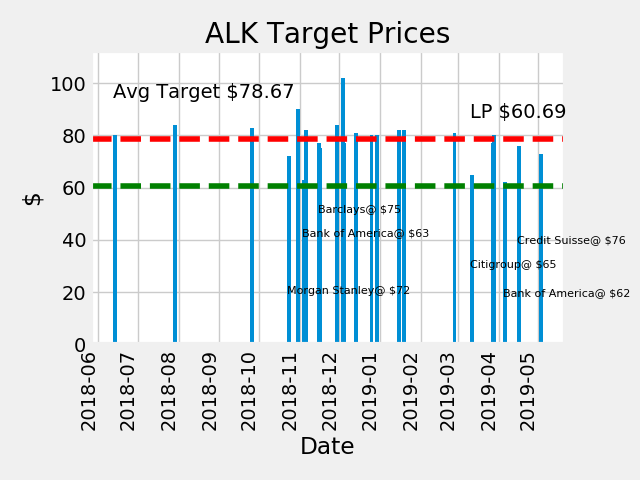 ALK Target Prices
Avg Target $78.67
LP $60.69
100
80
60
40
20
0
$
Barclays@ $75
Bank of America@ $63
Credit Suisse@ $76
Citigroup@ $65
Morgan Stanley@ $72
Bank of America@ $62
2018-06
2018-07
2018-08
2018-09
2018-10
2018-11
2018-12
2019-01
2019-02
2019-03
2019-04
2019-05
Date